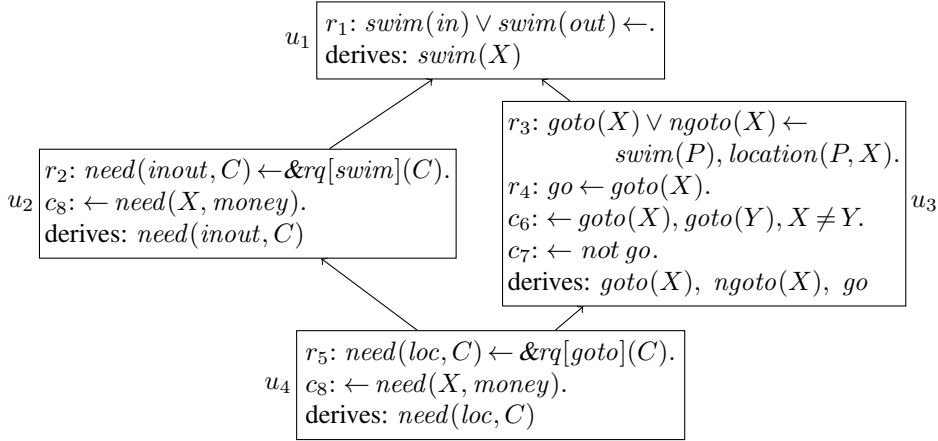 u₁
r₁: swim(in) ∨ swim(out) ←.
derives: swim(X)
u₂
r₂: need(inout, C) ← &rq[swim](C).
c₈: ← need(X, money).
derives: need(inout, C)
r₃: goto(X) ∨ ngoto(X) ←
swim(P), location(P, X).
r₄: go ← goto(X).
c₆: ← goto(X), goto(Y), X ≠ Y.
c₇: ← not go.
derives: goto(X), ngoto(X), go
u₃
u₄
r₅: need(loc, C) ← &rq[goto](C).
c₈: ← need(X, money).
derives: need(loc, C)